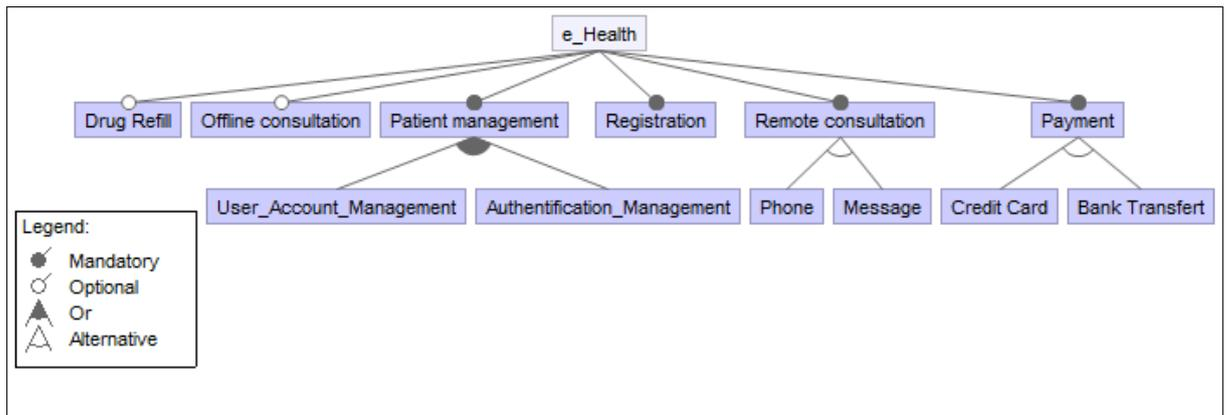 e_Health
Drug Refill
Offline consultation
Patient management
Registration
Remote consultation
Payment
User_Account_Management
Authentification_Management
Phone
Message
Credit Card
Bank Transfert
Legend:
Mandatory
Optional
Or
Alternative